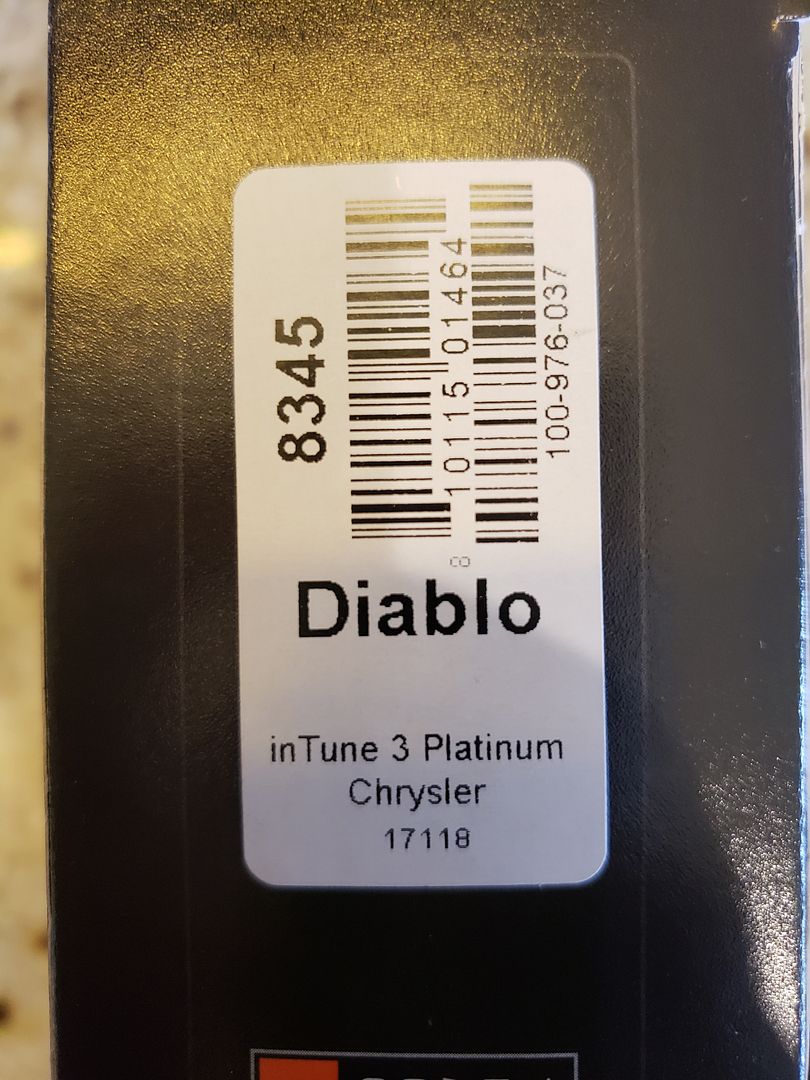 8345
8 10115 01464
100-976-037
Diablo
inTune 3 Platinum
Chrysler
17118